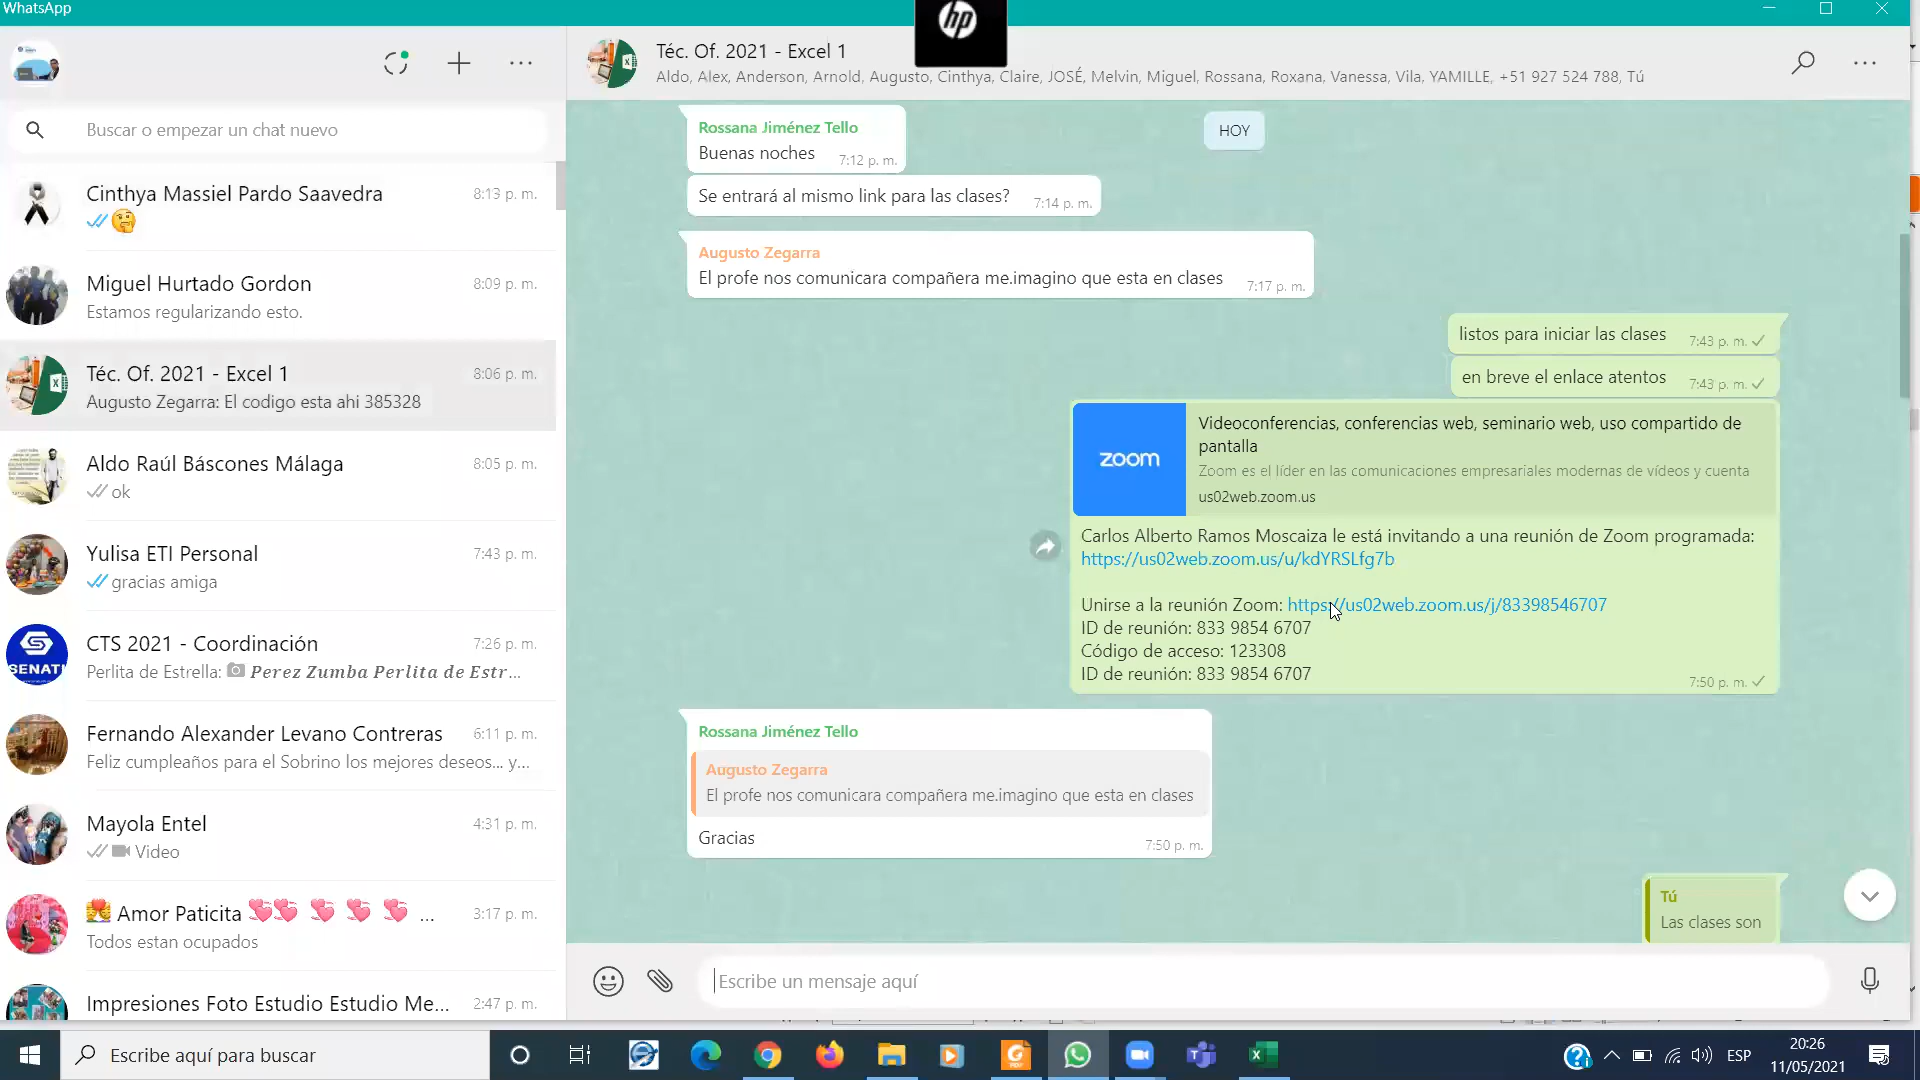 WhatsApp
hp
Buscar o empezar un chat nuevo
Cinthya Massiel Pardo Saavedra
8:13 p. m.
Miguel Hurtado Gordon
8:09 p. m.
Estamos regularizando esto.
Téc. Of. 2021 - Excel 1
8:06 p. m.
Augusto Zegarra: El codigo esta ahi 385328
Aldo Raúl Báscones Málaga
8:05 p. m.
ok
Yulisa ETI Personal
7:43 p. m.
gracias amiga
SENATI
CTS 2021 - Coordinación
7:26 p. m.
Perlita de Estrella: Perez Zumba Perlita de Estr...
Fernando Alexander Levano Contreras
6:11 p. m.
Feliz cumpleaños para el Sobrino los mejores deseos... y...
Mayola Entel
4:31 p. m.
Video
Amor Paticita ...
3:17 p. m.
Todos estan ocupados
Impresiones Foto Estudio Estudio Me...
2:47 p. m.
Téc. Of. 2021 - Excel 1
Aldo, Alex, Anderson, Arnold, Augusto, Cinthya, Claire, JOSÉ, Melvin, Miguel, Rossana, Roxana, Vanessa, Vila, YAMILLE, +51 927 524 788, Tú
HOY
Rossana Jiménez Tello
Buenas noches
7:12 p. m.
Se entrará al mismo link para las clases?
7:14 p. m.
Augusto Zegarra
El profe nos comunicara compañera me.imagino que esta en clases
7:17 p. m.
listos para iniciar las clases
7:43 p. m.
en breve el enlace atentos
7:43 p. m.
zoom
Videoconferencias, conferencias web, seminario web, uso compartido de
pantalla
Zoom es el líder en las comunicaciones empresariales modernas de vídeos y cuenta
us02web.zoom.us
Carlos Alberto Ramos Moscaiza le está invitando a una reunión de Zoom programada:
https://us02web.zoom.us/u/kdYRSLfg7b
Unirse a la reunión Zoom: https://us02web.zoom.us/j/83398546707
ID de reunión: 833 9854 6707
Código de acceso: 123308
ID de reunión: 833 9854 6707
7:50 p. m.
Rossana Jiménez Tello
Augusto Zegarra
El profe nos comunicara compañera me.imagino que esta en clases
Gracias
7:50 p. m.
Tú
Las clases son
Escribe un mensaje aquí
Escribe aquí para buscar
ESP
20:26
11/05/2021